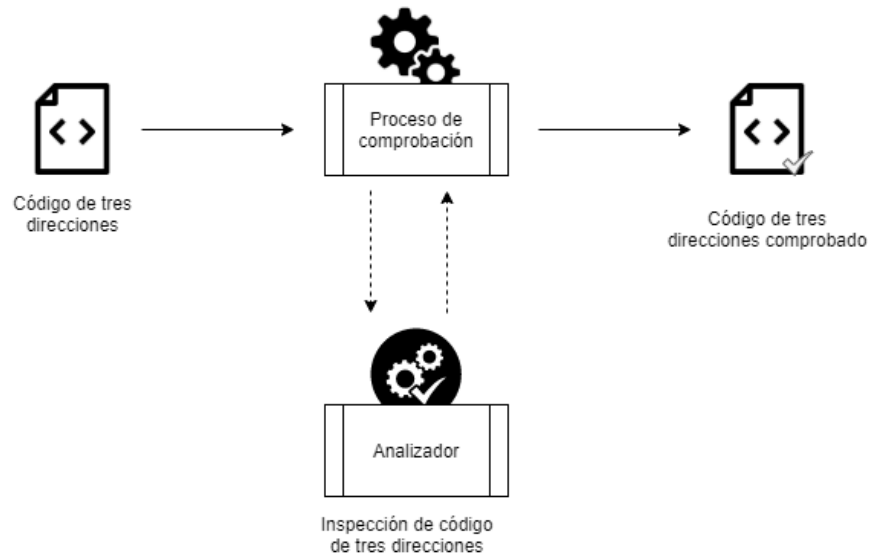 Proceso de
comprobación
Código de tres
direcciones
Código de tres
direcciones comprobado
Analizador
Inspección de código
de tres direcciones